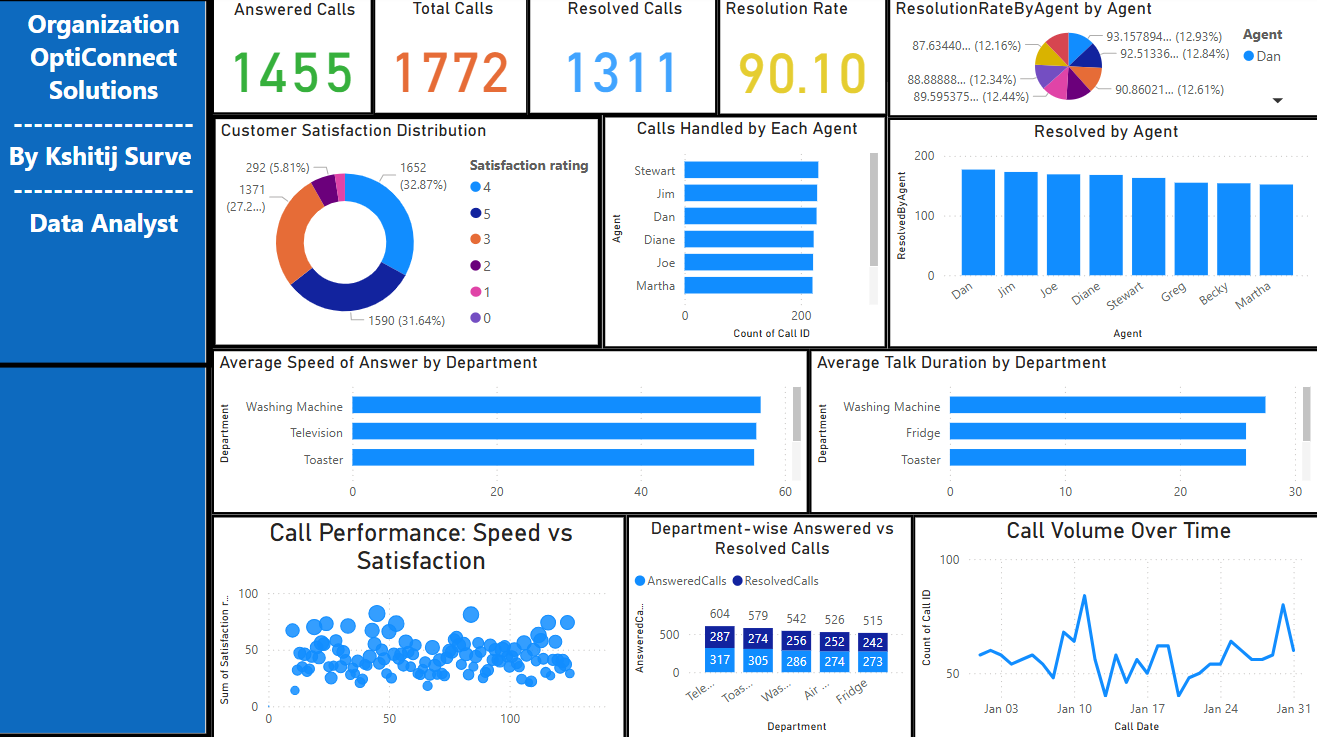 Organization
OptiConnect
Solutions
------------------
By Kshitij Surve
------------------
Data Analyst
Answered Calls
1455
Total Calls
1772
Resolved Calls
1311
Resolution Rate
90.10
ResolutionRateByAgent by Agent
93.157894... (12.93%)
92.51336... (12.84%)
90.86021... (12.61%)
89.595375... (12.44%)
88.88888... (12.34%)
87.63440... (12.16%)
Agent
Dan
Customer Satisfaction Distribution
1652
(32.87%)
1590 (31.64%)
1371
(27.2...)
292 (5.81%)
Satisfaction rating
4
5
3
2
1
0
Calls Handled by Each Agent
Agent
Stewart
Jim
Dan
Diane
Joe
Martha
0 200
Count of Call ID
Resolved by Agent
ResolvedByAgent
200
100
0
Dan Jim Joe Diane Stewart Greg Becky Martha
Agent
Average Speed of Answer by Department
Department
Washing Machine
Television
Toaster
0 20 40 60
Average Talk Duration by Department
Department
Washing Machine
Fridge
Toaster
0 10 20 30
Call Performance: Speed vs
Satisfaction
Sum of Satisfaction r...
100
50
0
0 50 100
Department-wise Answered vs
Resolved Calls
AnsweredCalls ResolvedCalls
AnsweredCa...
500
0
604 579 542 526 515
287 274 256 252 242
317 305 286 274 273
Tele... Toas... Was... Air ... Fridge
Department
Call Volume Over Time
Count of Call ID
100
50
Jan 03 Jan 10 Jan 17 Jan 24 Jan 31
Call Date